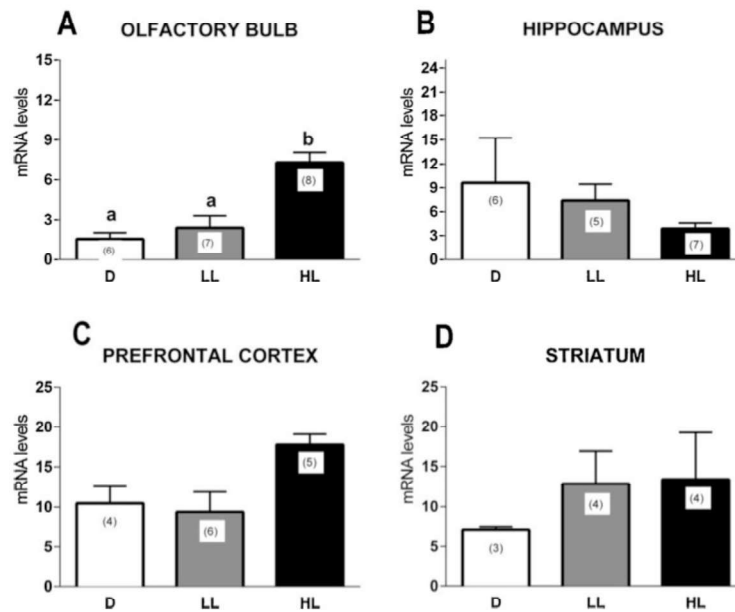 A
OLFACTORY BULB
mRNA levels
15
12
9
6
3
0
a
a
b
(6)
(7)
(8)
D LL HL
B
HIPPOCAMPUS
mRNA levels
24
21
18
15
12
9
6
3
0
(6)
(5)
(7)
D LL HL
C
PREFRONTAL CORTEX
mRNA levels
25
20
15
10
5
0
(4)
(6)
(5)
D LL HL
D
STRIATUM
mRNA levels
25
20
15
10
5
0
(3)
(4)
(4)
D LL HL